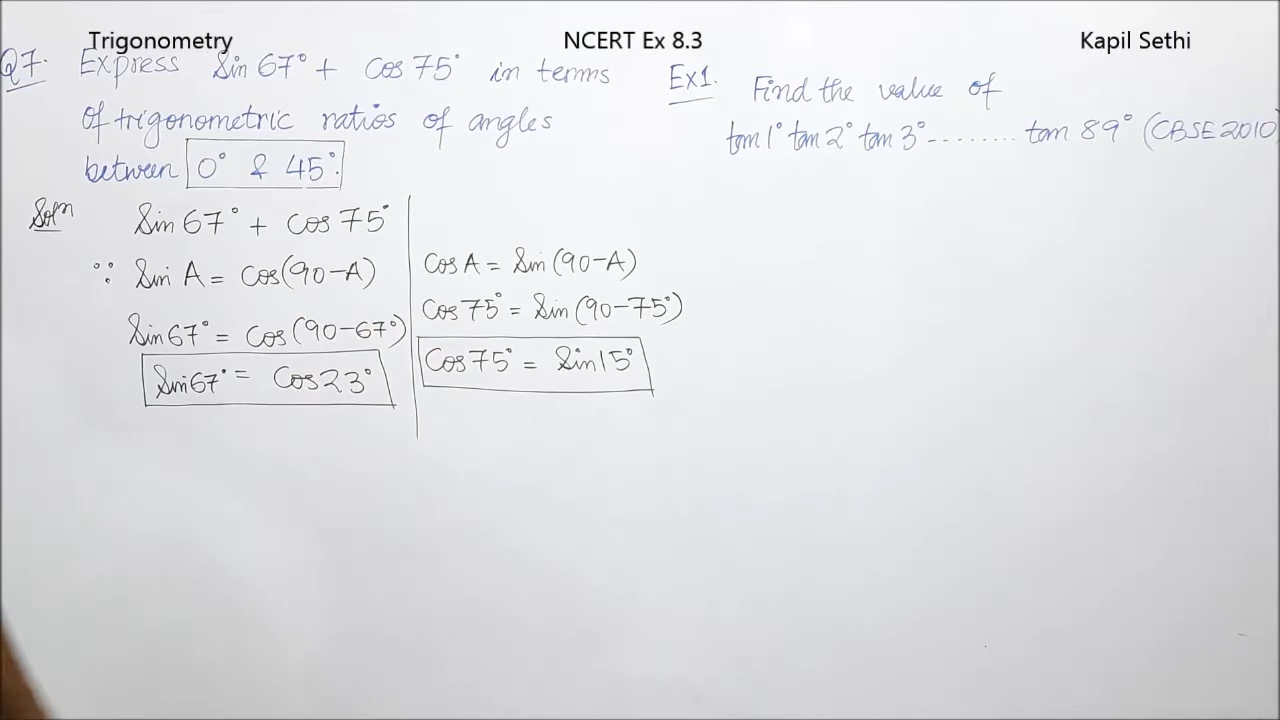 Trigonometry NCERT Ex 8.3 Kapil Sethi
Q7. Express Sin 67° + Cos 75° in terms
of trigonometric ratios of angles
between 0° & 45°.
Ex1. Find the value of
tan 1° tan 2° tan 3° ......... tan 89° (CBSE 2010)
Soln Sin 67° + Cos 75°
∵ Sin A = Cos(90-A)
Sin 67° = Cos (90-67°)
Sin 67° = Cos 23°
Cos A = Sin (90-A)
Cos 75° = Sin (90-75°)
Cos 75° = Sin 15°